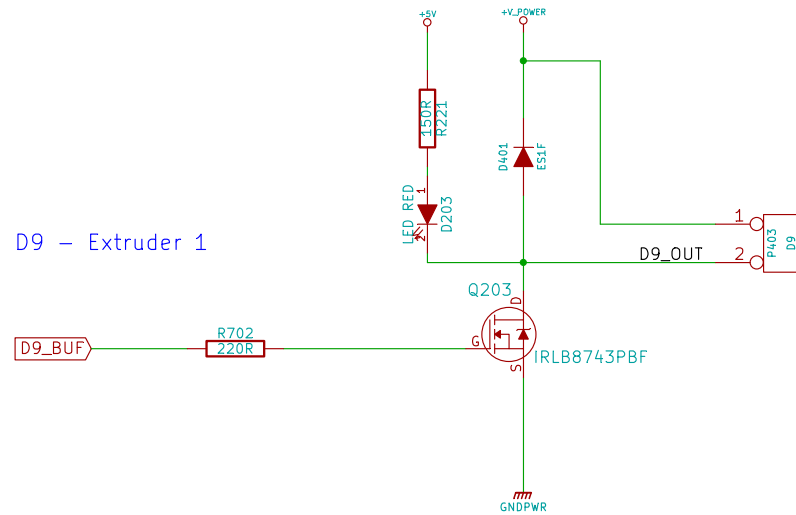 +5V
+V_POWER
150R
R221
D401
ES1F
LED RED
1
2
D203
D9 - Extruder 1
1
2
P403
D9
D9_OUT
Q203
D
G
S
IRLB8743PBF
R702
220R
D9_BUF
GNDPWR